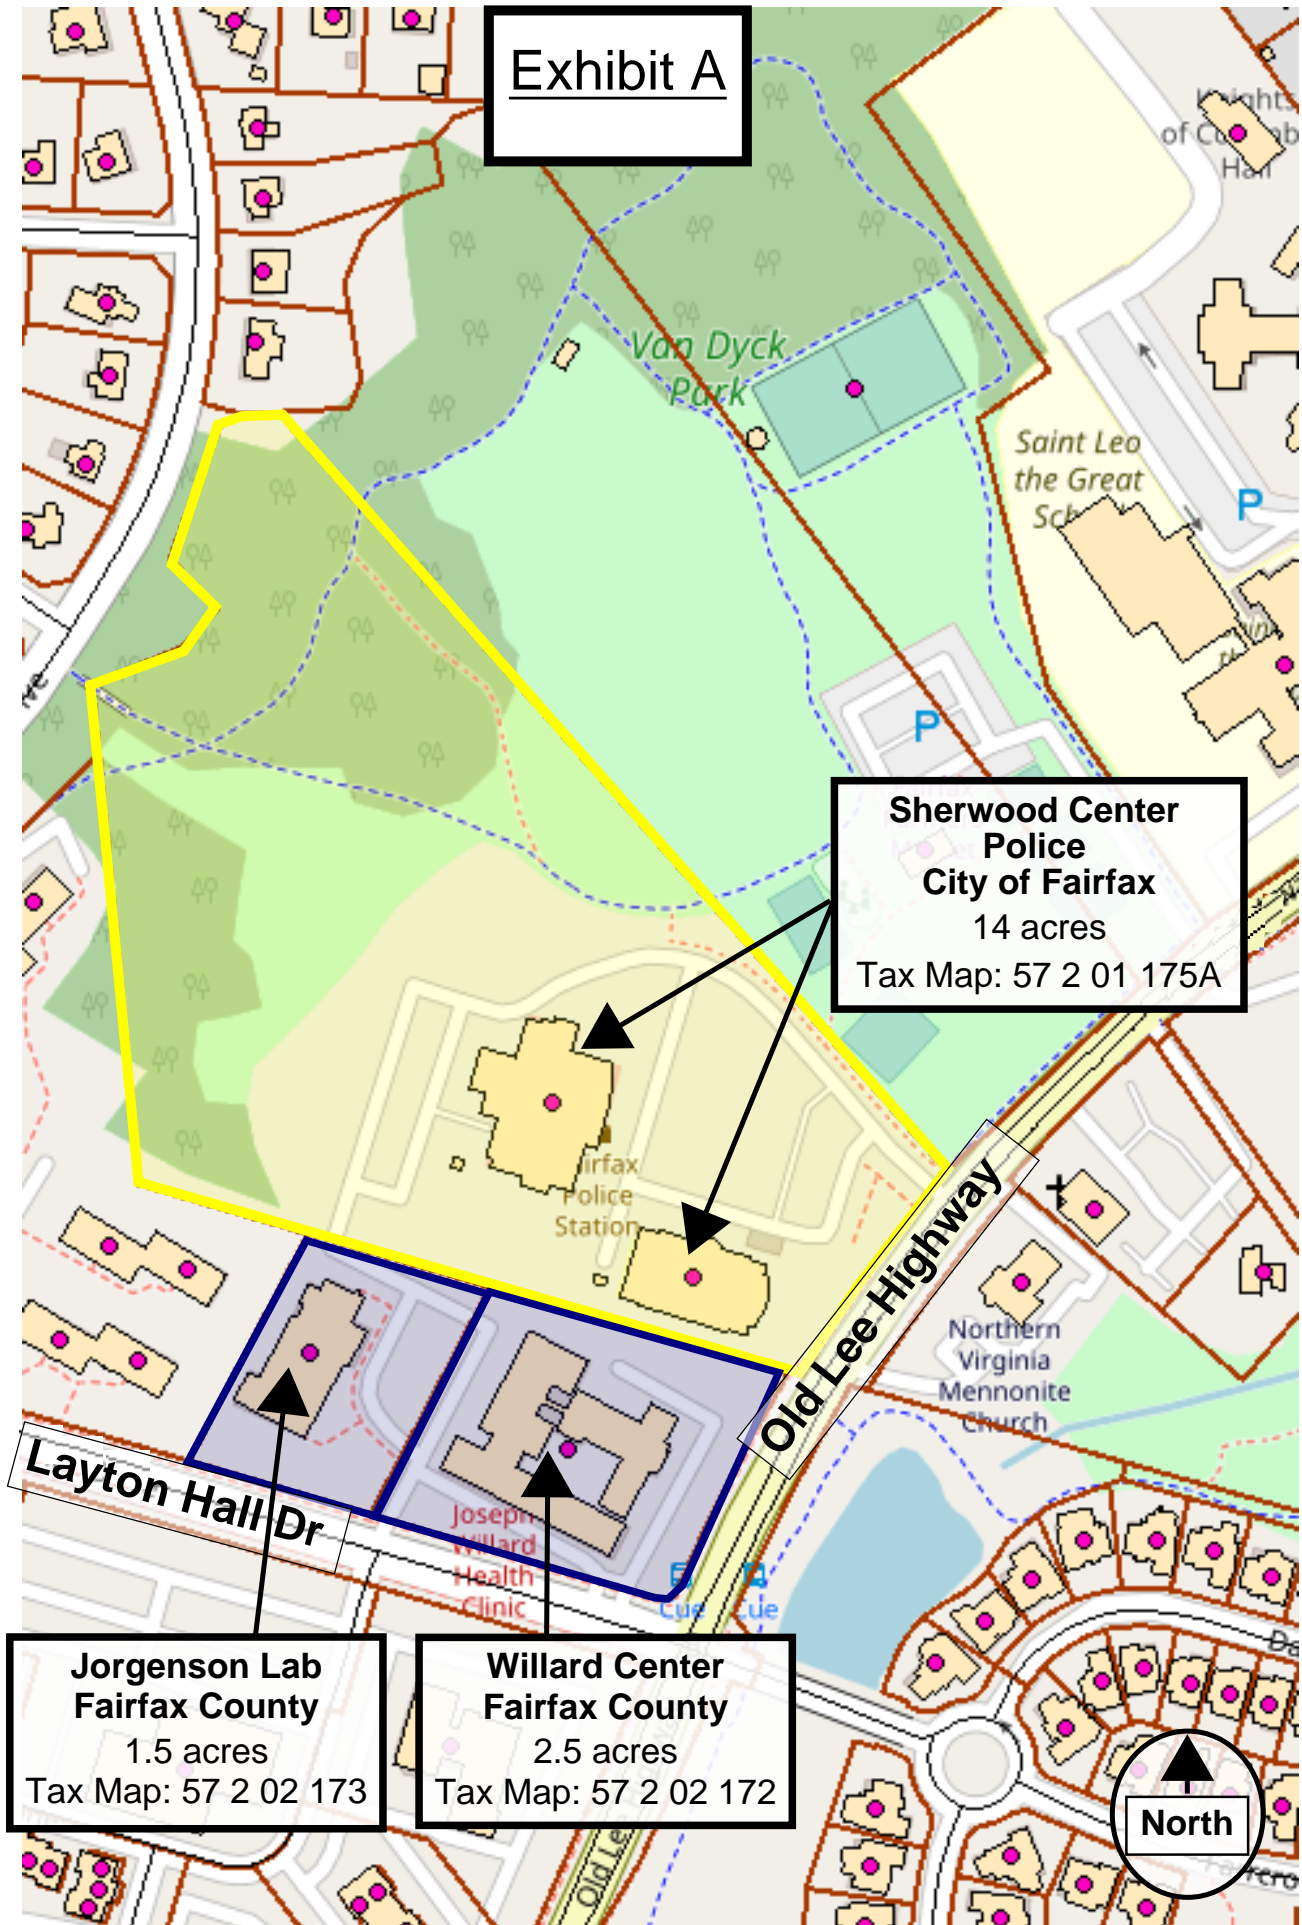 Exhibit A
Knights
Hall
Van Dyck
Park
Saint Leo
the Great
P
P
Sherwood Center
Police
City of Fairfax
14 acres
Tax Map: 57 2 01 175A
Police
Station
Old Lee Highway
Northern
Virginia
Mennonite
Church
Layton Hall Dr
Joseph
Willard
Health
Clinic
Cue
Cue
Jorgenson Lab
Fairfax County
1.5 acres
Tax Map: 57 2 02 173
Willard Center
Fairfax County
2.5 acres
Tax Map: 57 2 02 172
North